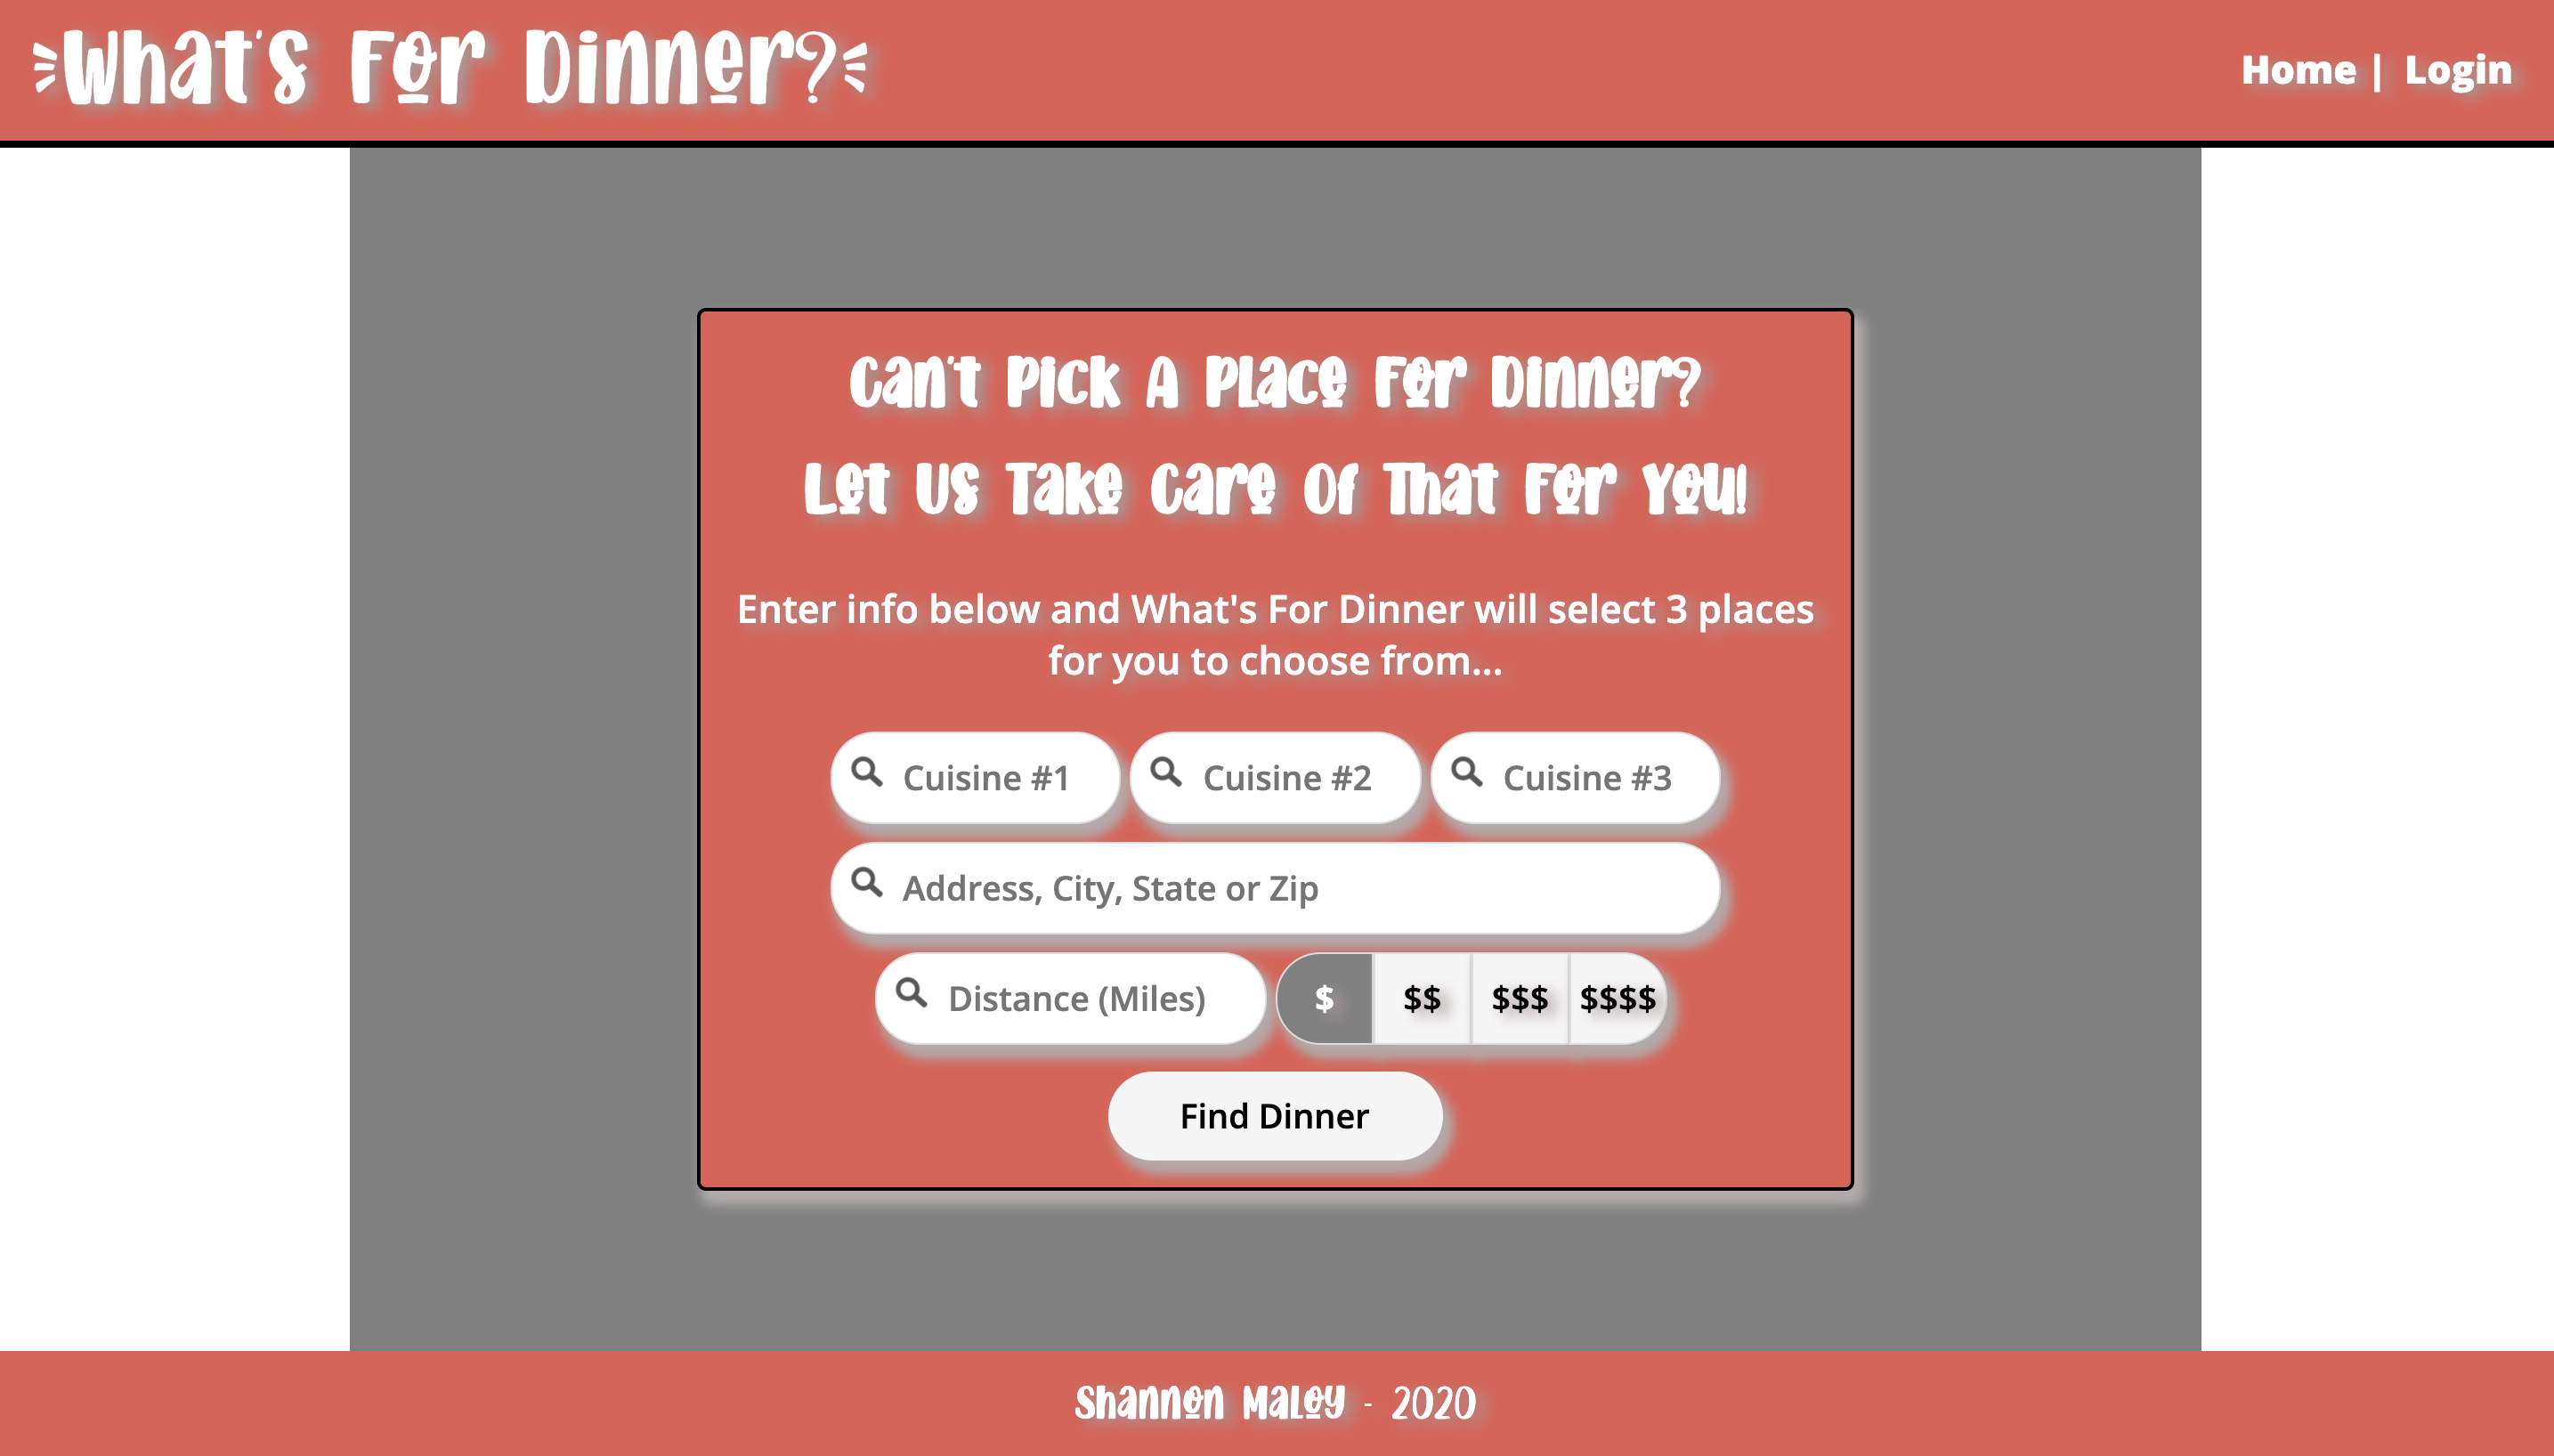 What's For Dinner?
Home | Login
Can't Pick A Place For Dinner?
Let Us Take Care Of That For You!
Enter info below and What's For Dinner will select 3 places
for you to choose from...
Cuisine #1 Cuisine #2 Cuisine #3
Address, City, State or Zip
Distance (Miles) $ $$ $$$ $$$$
Find Dinner
Shannon Maloy - 2020